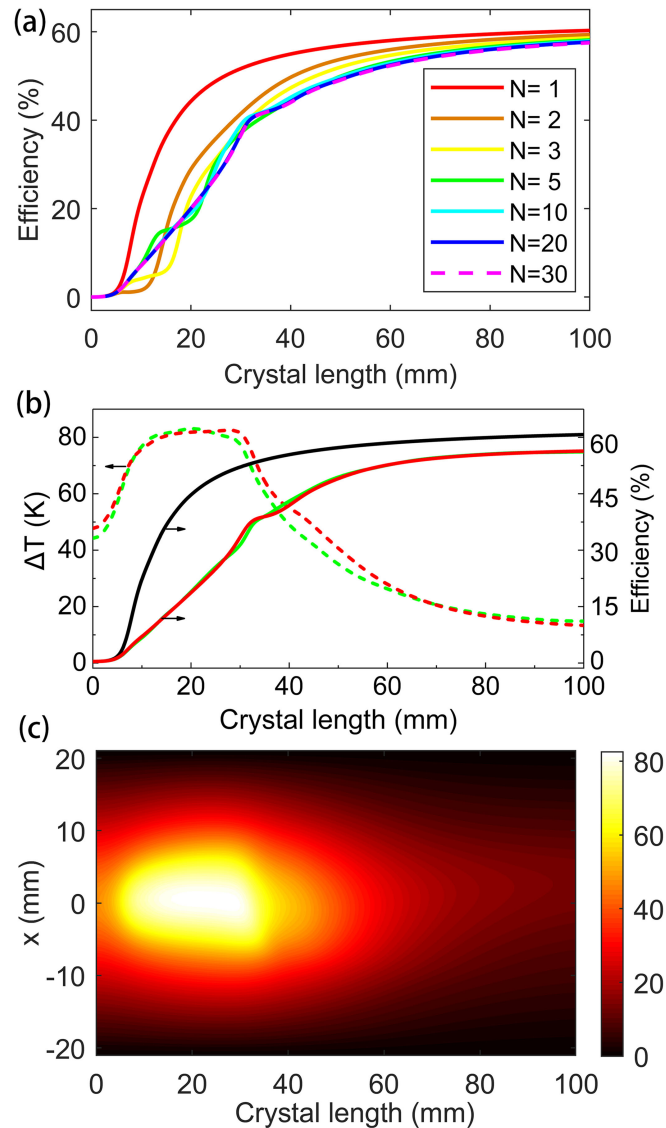 (a)
60
40
20
0
Efficiency (%)
N= 1
N= 2
N= 3
N= 5
N=10
N=20
N=30
0 20 40 60 80 100
Crystal length (mm)
(b)
80
60
40
20
0
ΔT (K)
60
45
30
15
0
Efficiency (%)
0 20 40 60 80 100
Crystal length (mm)
(c)
20
10
0
-10
-20
x (mm)
80
60
40
20
0
0 20 40 60 80 100
Crystal length (mm)